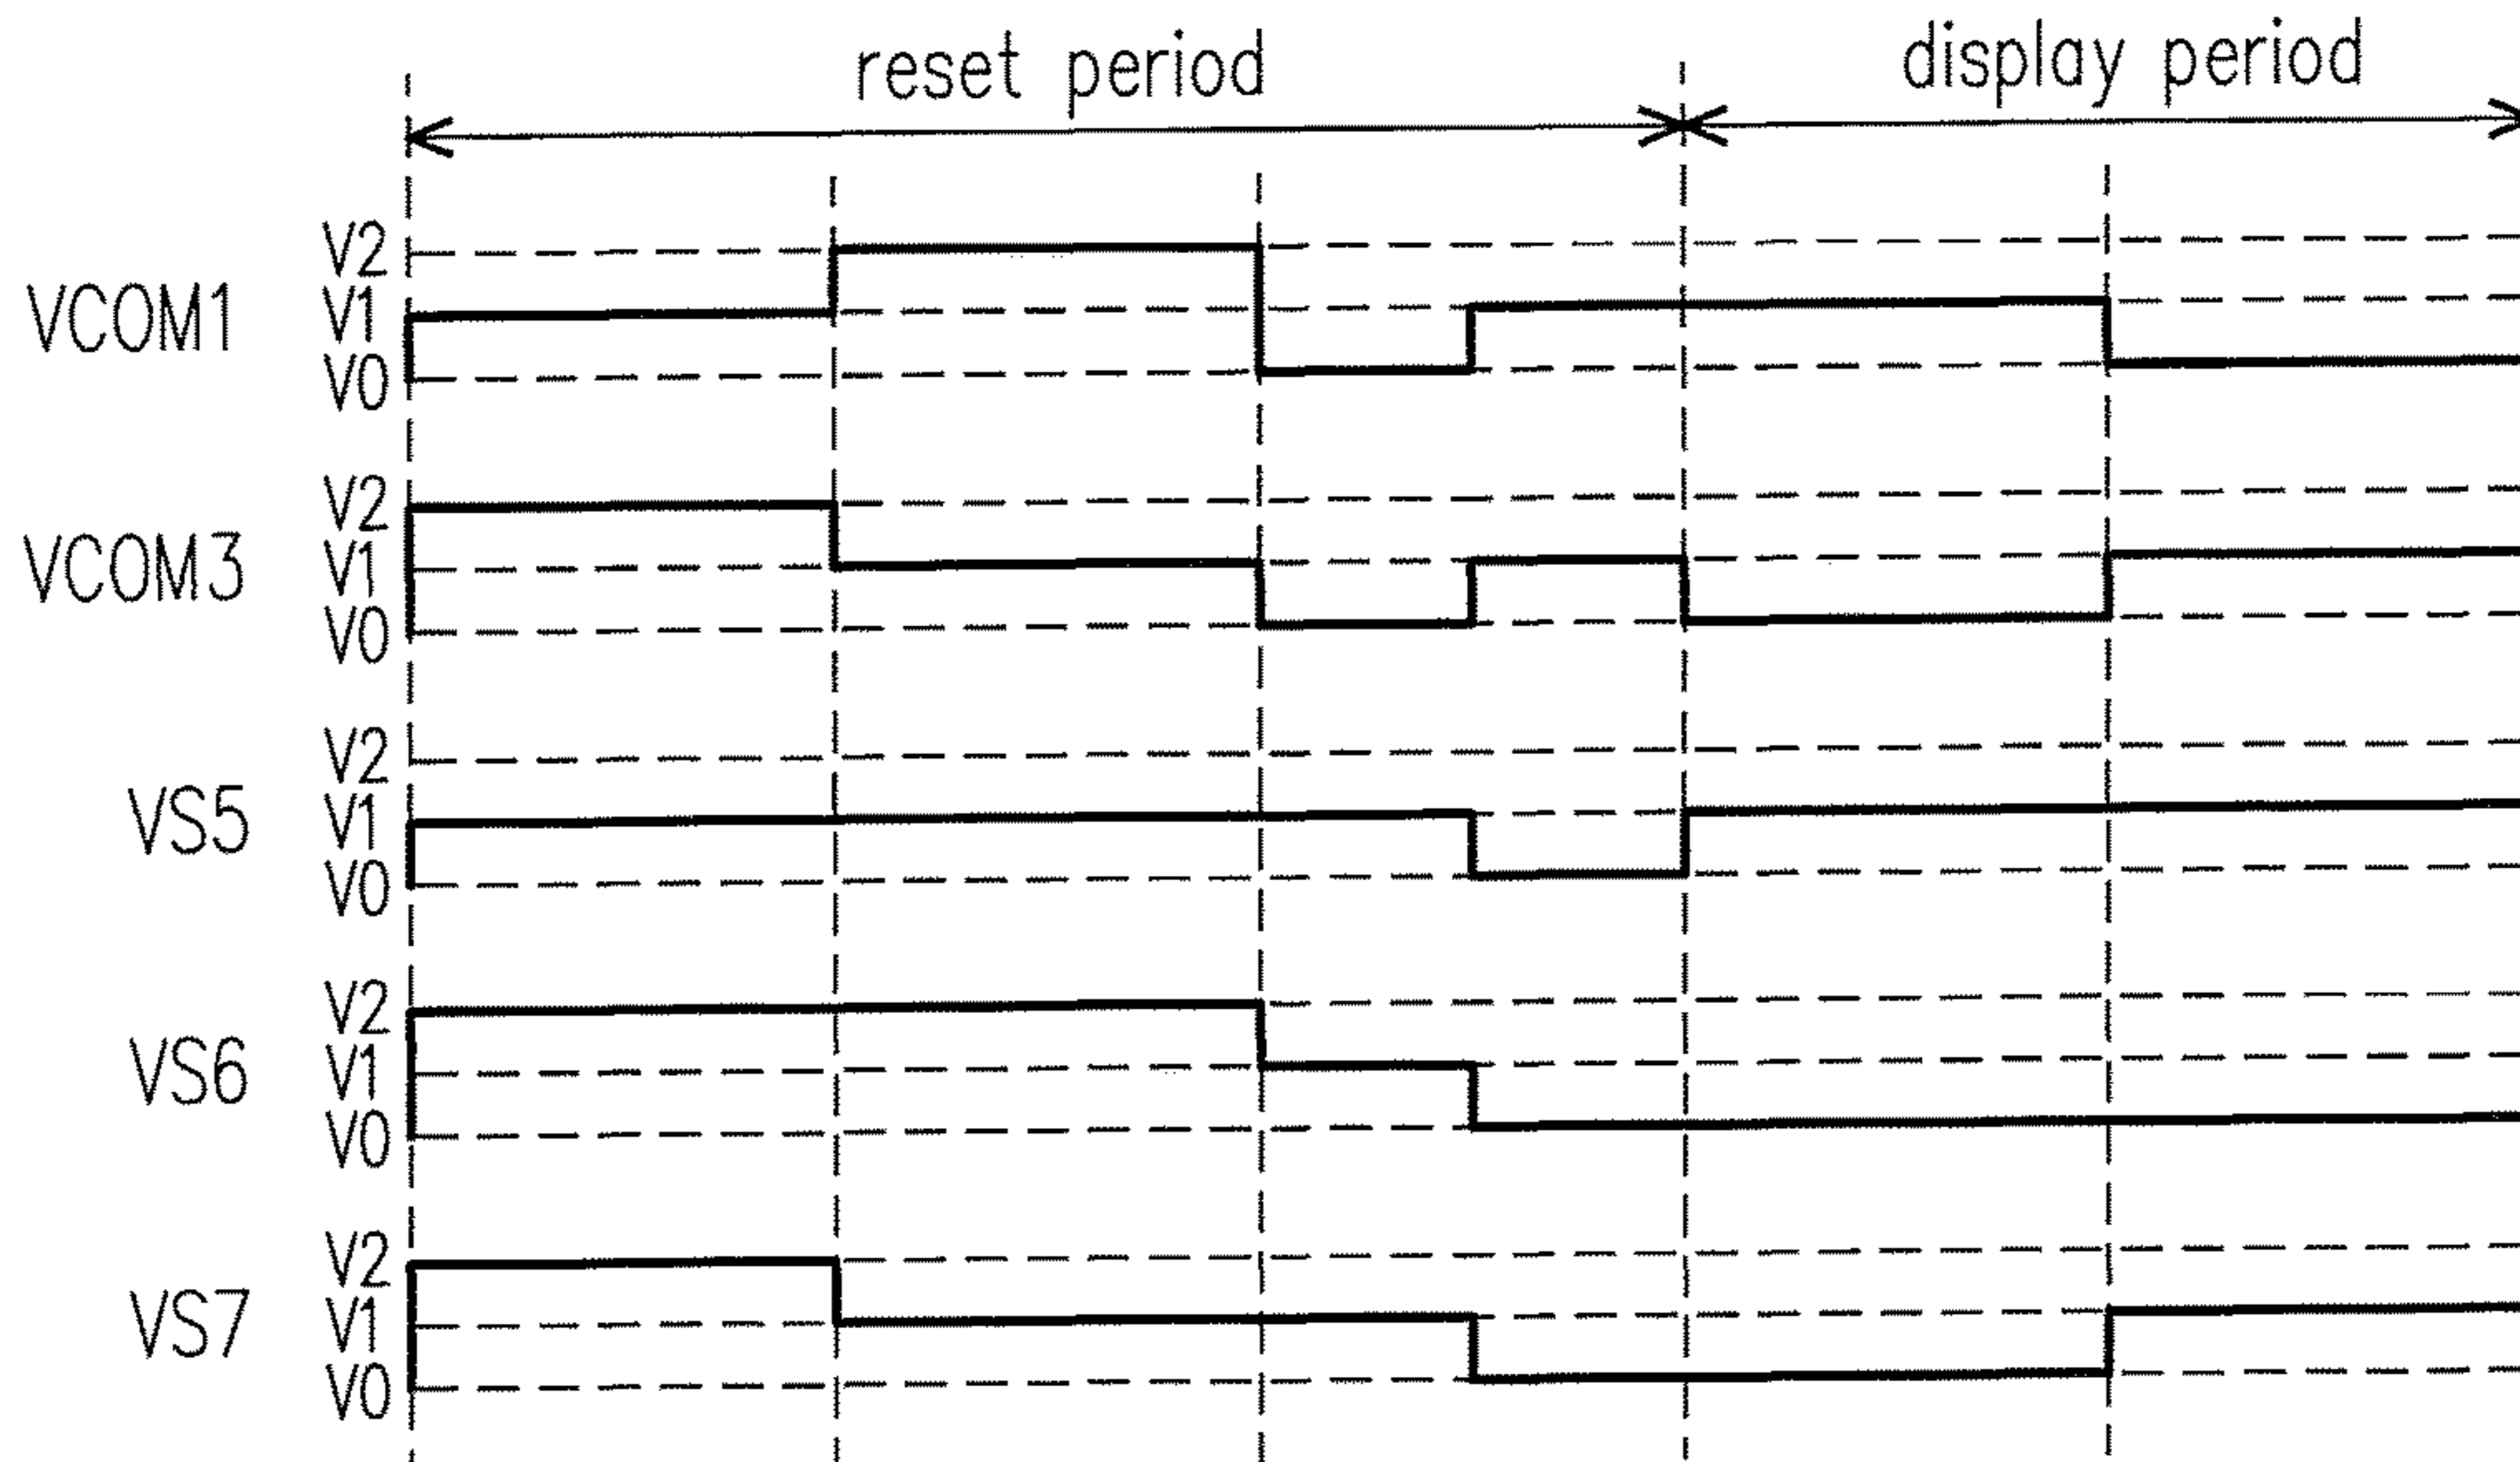 reset period
display period
V2
VCOM1 V1
V0
V2
VCOM3 V1
V0
V2
VS5 V1
V0
V2
VS6 V1
V0
V2
VS7 V1
V0